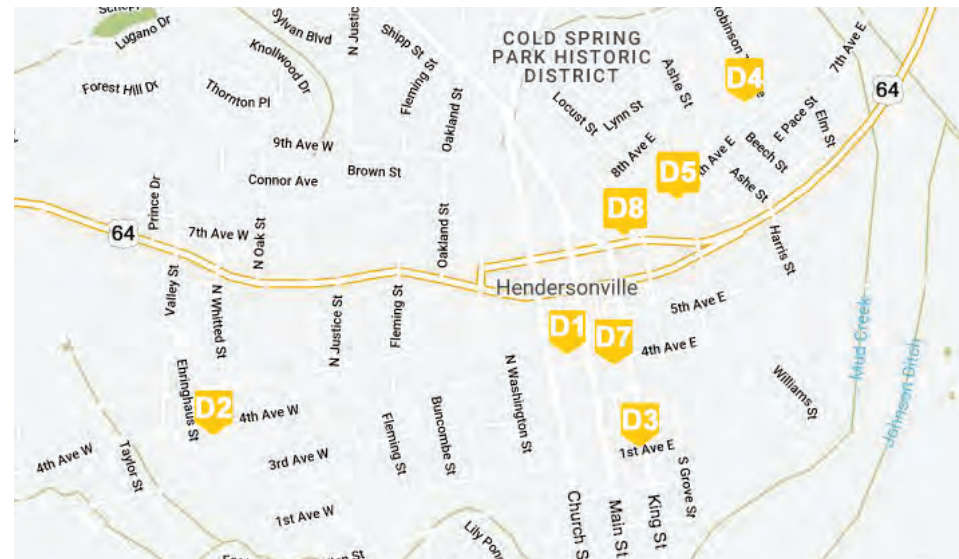 Lugano Dr
Sylvan Blvd
N Justice
Shipp St
Fleming St
Knollwood Dr
Forest Hill Dr
Thornton Pl
Oakland St
9th Ave W
Connor Ave
Brown St
COLD SPRING
PARK HISTORIC
DISTRICT
Ashe St
D4
7th Ave E
64
Locust St
Lynn St
8th Ave E
E Pace St
Elm St
Beech St
D5
Ashe St
D8
Prince Dr
64
7th Ave W
N Oak St
Oakland St
Harris St
Hendersonville
Valley St
N Whitted St
N Justice St
Fleming St
5th Ave E
D1
D7
4th Ave E
Mud Creek
Johnson Ditch
N Washington St
Williams St
Ehringhaus St
D2
4th Ave W
Fleming St
Buncombe St
D3
1st Ave E
4th Ave W
Taylor St
3rd Ave W
S Grove St
1st Ave W
Church S
Main St
King St